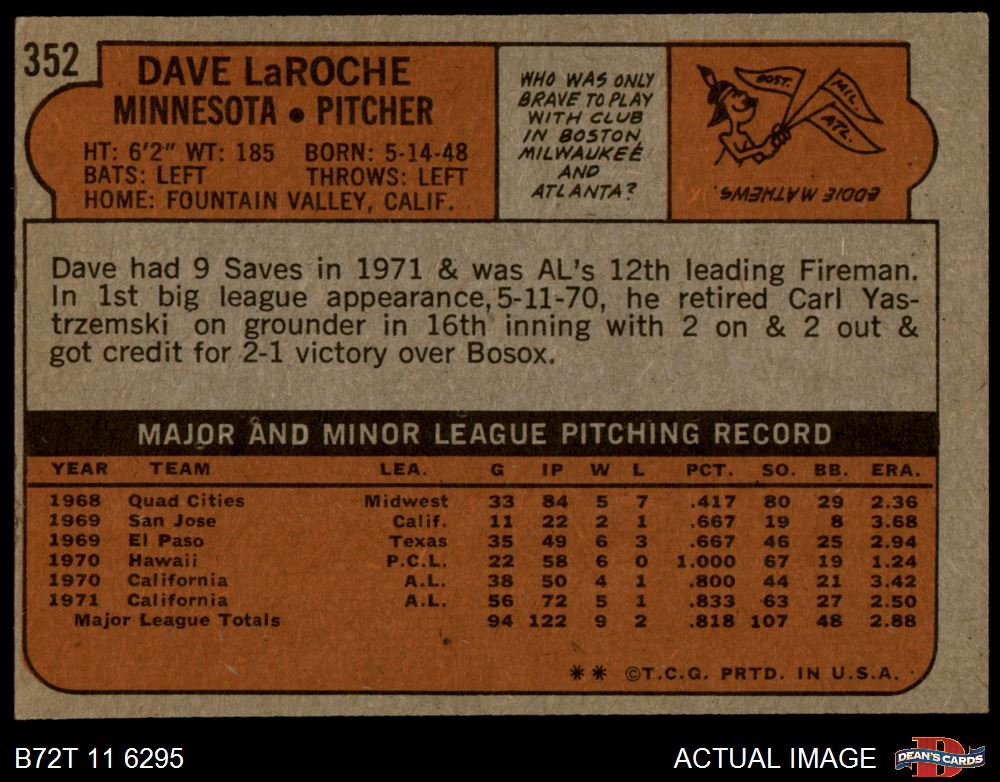 352
DAVE LaROCHE
MINNESOTA • PITCHER
HT: 6'2" WT: 185 BORN: 5-14-48
BATS: LEFT THROWS: LEFT
HOME: FOUNTAIN VALLEY, CALIF.
WHO WAS ONLY
BRAVE TO PLAY
WITH CLUB
IN BOSTON,
MILWAUKEE
AND
ATLANTA?
BOST.
MIL.
ATL.
EDDIE MATHEWS.
Dave had 9 Saves in 1971 & was AL's 12th leading Fireman.
In 1st big league appearance, 5-11-70, he retired Carl Yas-
trzemski on grounder in 16th inning with 2 on & 2 out &
got credit for 2-1 victory over Bosox.
MAJOR AND MINOR LEAGUE PITCHING RECORD
YEAR TEAM LEA. G IP W L PCT. SO. BB. ERA.
1968 Quad Cities Midwest 33 84 5 7 .417 80 29 2.36
1969 San Jose Calif. 11 22 2 1 .667 19 8 3.68
1969 El Paso Texas 35 49 6 3 .667 46 25 2.94
1970 Hawaii P.C.L. 22 58 6 0 1.000 67 19 1.24
1970 California A.L. 38 50 4 1 .800 44 21 3.42
1971 California A.L. 56 72 5 1 .833 63 27 2.50
Major League Totals 94 122 9 2 .818 107 48 2.88
** ©T.C.G. PRTD. IN U.S.A.
B72T 11 6295
ACTUAL IMAGE
DEAN'S CARDS